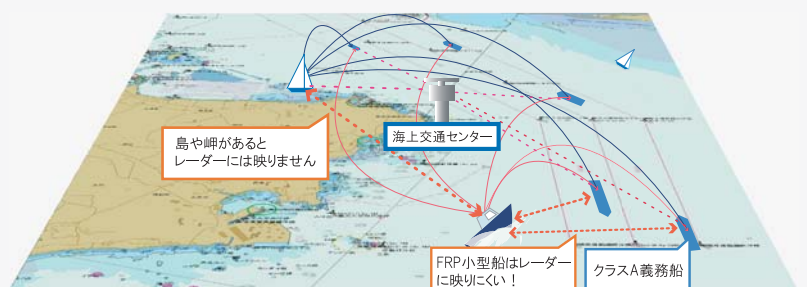 島や岬があると
レーダーには映りません
海上交通センター
FRP小型船はレーダー
に映りにくい！
クラスA義務船